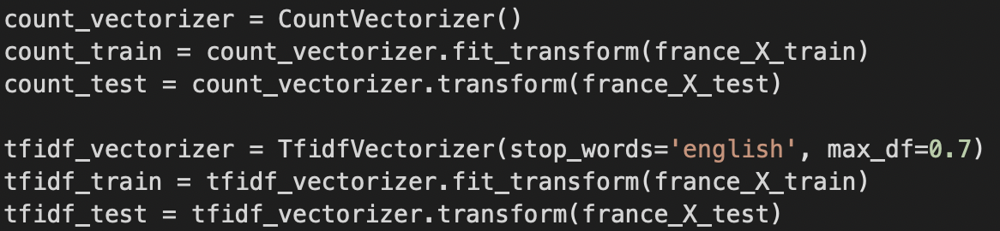 count_vectorizer = CountVectorizer()
count_train = count_vectorizer.fit_transform(france_X_train)
count_test = count_vectorizer.transform(france_X_test)
tfidf_vectorizer = TfidfVectorizer(stop_words='english', max_df=0.7)
tfidf_train = tfidf_vectorizer.fit_transform(france_X_train)
tfidf_test = tfidf_vectorizer.transform(france_X_test)